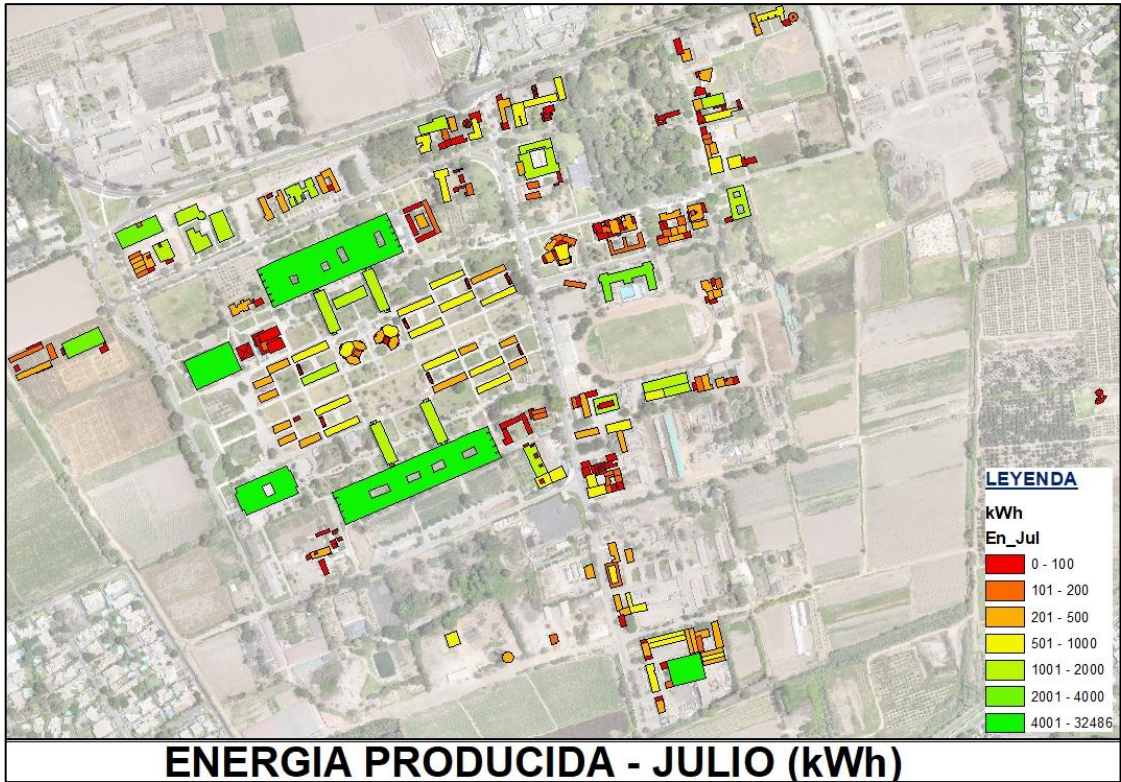 LEYENDA
kWh
En_Jul
0 - 100
101 - 200
201 - 500
501 - 1000
1001 - 2000
2001 - 4000
4001 - 32486
ENERGIA PRODUCIDA - JULIO (kWh)